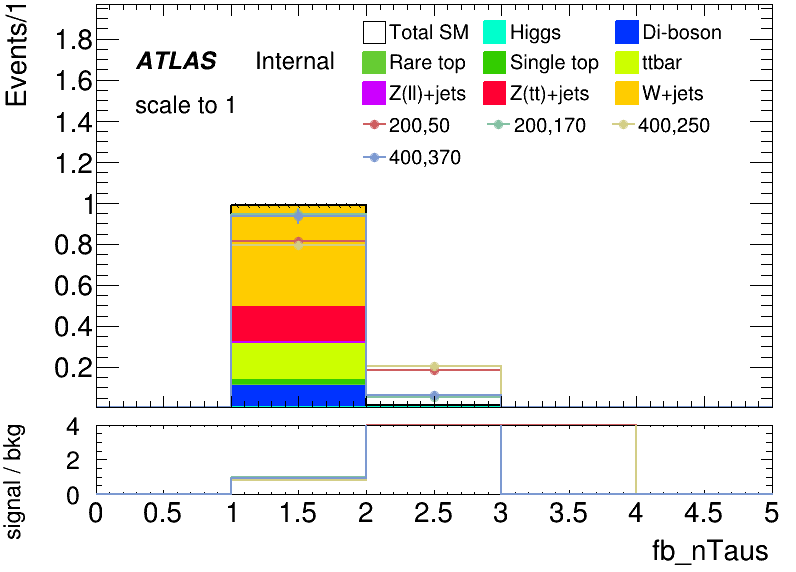 Events/1
ATLAS Internal
scale to 1
Total SM Higgs Di-boson
Rare top Single top ttbar
Z(ll)+jets Z(tt)+jets W+jets
200,50 200,170 400,250
400,370
1.8
1.6
1.4
1.2
1
0.8
0.6
0.4
0.2
signal / bkg
4
2
0
0 0.5 1 1.5 2 2.5 3 3.5 4 4.5 5
fb_nTaus